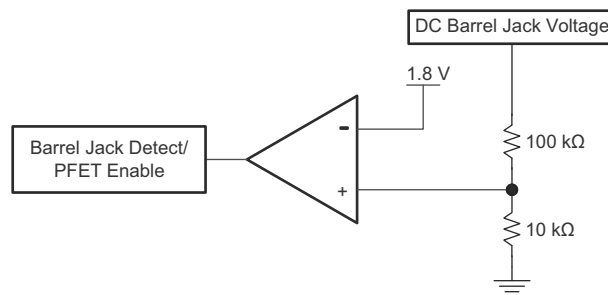 DC Barrel Jack Voltage
1.8 V
-
Barrel Jack Detect/
PFET Enable
100 kΩ
+
10 kΩ